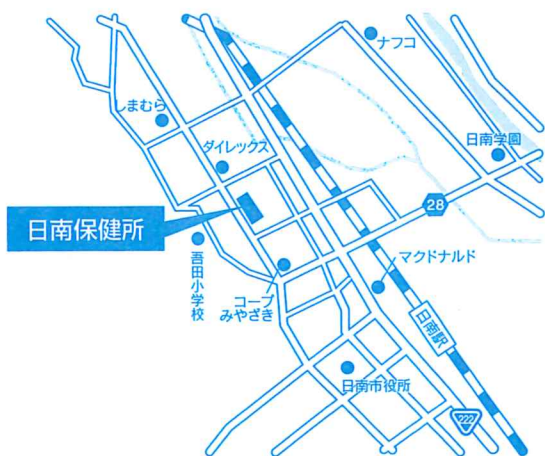 ナフコ
しまむら
ダイレックス
日南学園
28
日南保健所
吾田小学校
コープ
みやざき
マクドナルド
日南駅
日南市役所
222